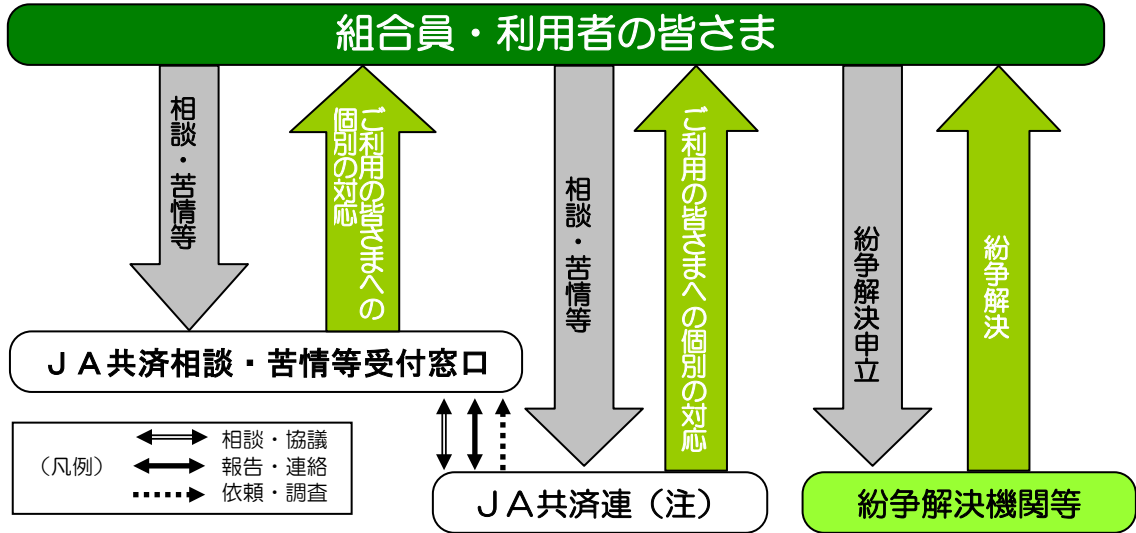 組合員・利用者の皆さま
相談・苦情等
ご利用の皆さまへの
個別の対応
相談・苦情等
ご利用の皆さまへの個別の対応
紛争解決申立
紛争解決
ＪＡ共済相談・苦情等受付窓口
（凡例）
相談・協議
報告・連絡
依頼・調査
ＪＡ共済連（注）
紛争解決機関等